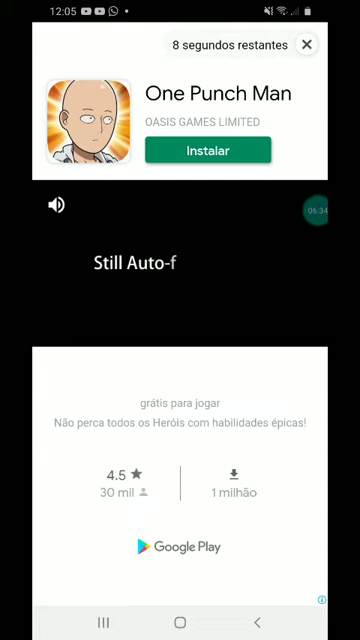 12:05
8 segundos restantes
One Punch Man
OASIS GAMES LIMITED
Instalar
06:34
Still Auto-f
grátis para jogar
Não perca todos os Heróis com habilidades épicas!
4.5
30 mil
1 milhão
Google Play